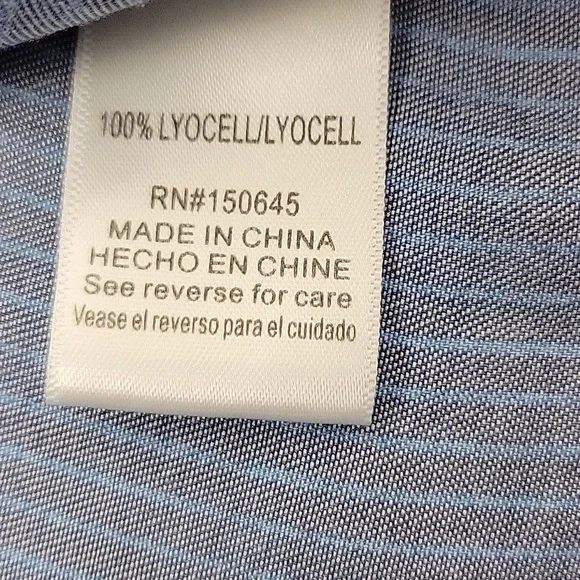 100% LYOCELL/LYOCELL
RN#150645
MADE IN CHINA
HECHO EN CHINE
See reverse for care
Vease el reverso para el cuidado